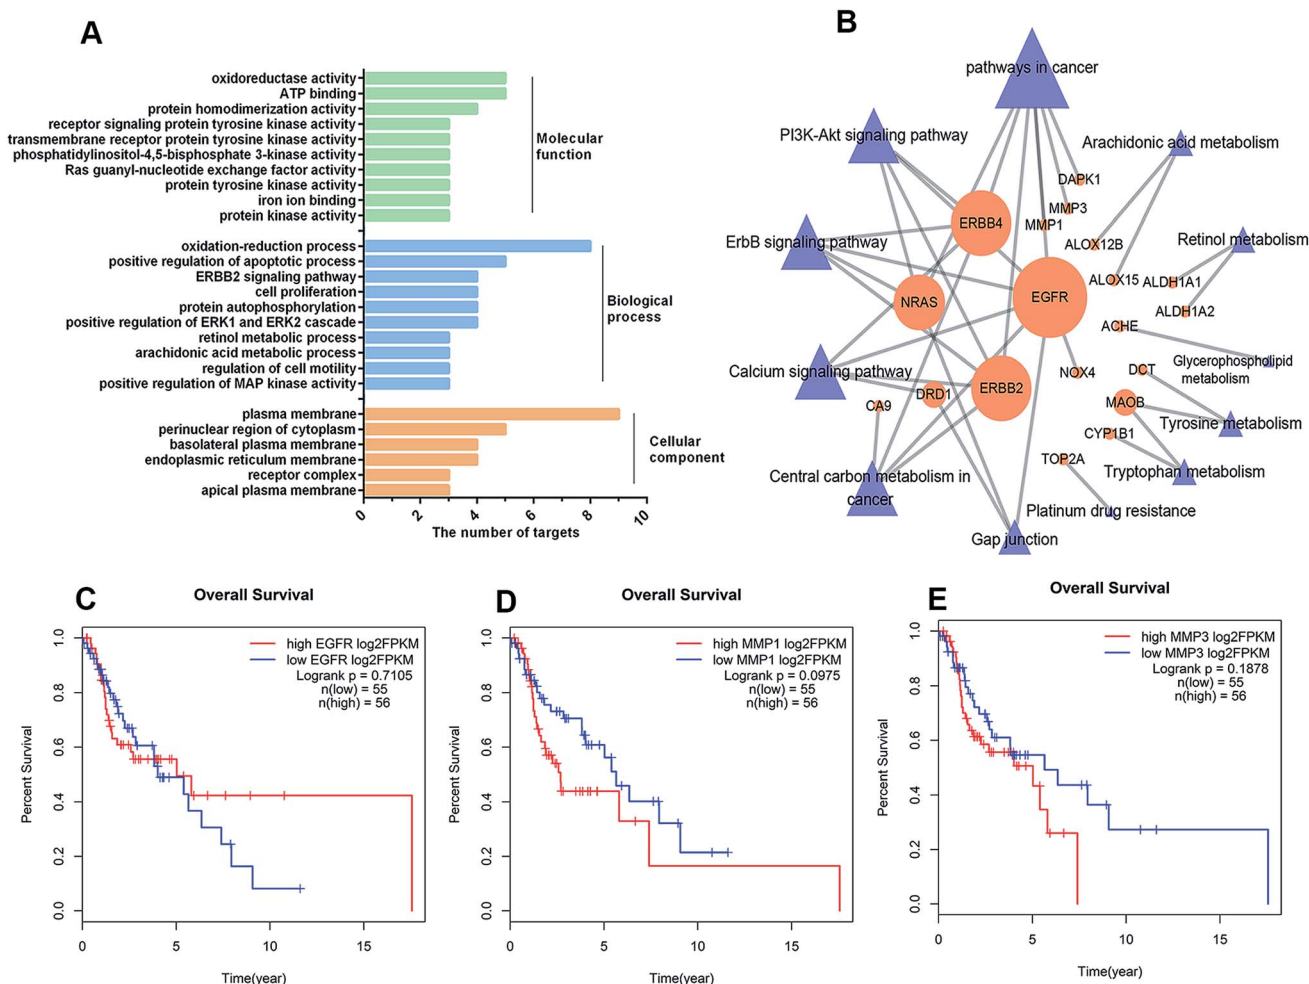 A
oxidoreductase activity
ATP binding
protein homodimerization activity
receptor signaling protein tyrosine kinase activity
transmembrane receptor protein tyrosine kinase activity
phosphatidylinositol-4,5-bisphosphate 3-kinase activity
Ras guanyl-nucleotide exchange factor activity
protein tyrosine kinase activity
iron ion binding
protein kinase activity
Molecular
function
oxidation-reduction process
positive regulation of apoptotic process
ERBB2 signaling pathway
cell proliferation
protein autophosphorylation
positive regulation of ERK1 and ERK2 cascade
retinol metabolic process
arachidonic acid metabolic process
regulation of cell motility
positive regulation of MAP kinase activity
Biological
process
plasma membrane
perinuclear region of cytoplasm
basolateral plasma membrane
endoplasmic reticulum membrane
receptor complex
apical plasma membrane
Cellular
component
0 2 4 6 8 10
The number of targets
B
pathways in cancer
PI3K-Akt signaling pathway
Arachidonic acid metabolism
DAPK1
MMP3
ERBB4
MMP1
ErbB signaling pathway
ALOX12B
Retinol metabolism
ALOX15
ALDH1A1
NRAS
EGFR
ALDH1A2
ACHE
Calcium signaling pathway
NOX4
DCT
Glycerophospholipid
metabolism
ERBB2
DRD1
CA9
MAOB
Tyrosine metabolism
CYP1B1
TOP2A
Tryptophan metabolism
Central carbon metabolism in
cancer
Platinum drug resistance
Gap junction
C
Overall Survival
high EGFR log2FPKM
low EGFR log2FPKM
Logrank p = 0.7105
n(low) = 55
n(high) = 56
Percent Survival
1.0
0.8
0.6
0.4
0.2
0.0
0 5 10 15
Time(year)
D
Overall Survival
high MMP1 log2FPKM
low MMP1 log2FPKM
Logrank p = 0.0975
n(low) = 55
n(high) = 56
Percent Survival
1.0
0.8
0.6
0.4
0.2
0.0
0 5 10 15
Time(year)
E
Overall Survival
high MMP3 log2FPKM
low MMP3 log2FPKM
Logrank p = 0.1878
n(low) = 55
n(high) = 56
Percent Survival
1.0
0.8
0.6
0.4
0.2
0.0
0 5 10 15
Time(year)